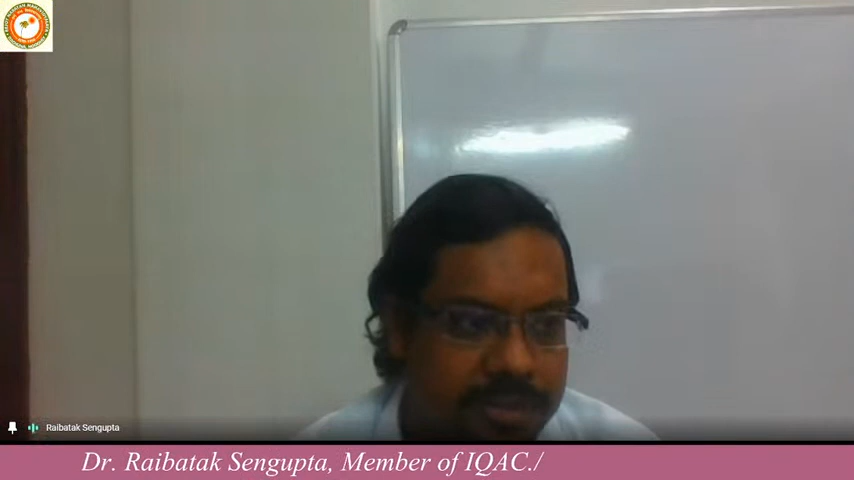 Raibatak Sengupta
Dr. Raibatak Sengupta, Member of IQAC./